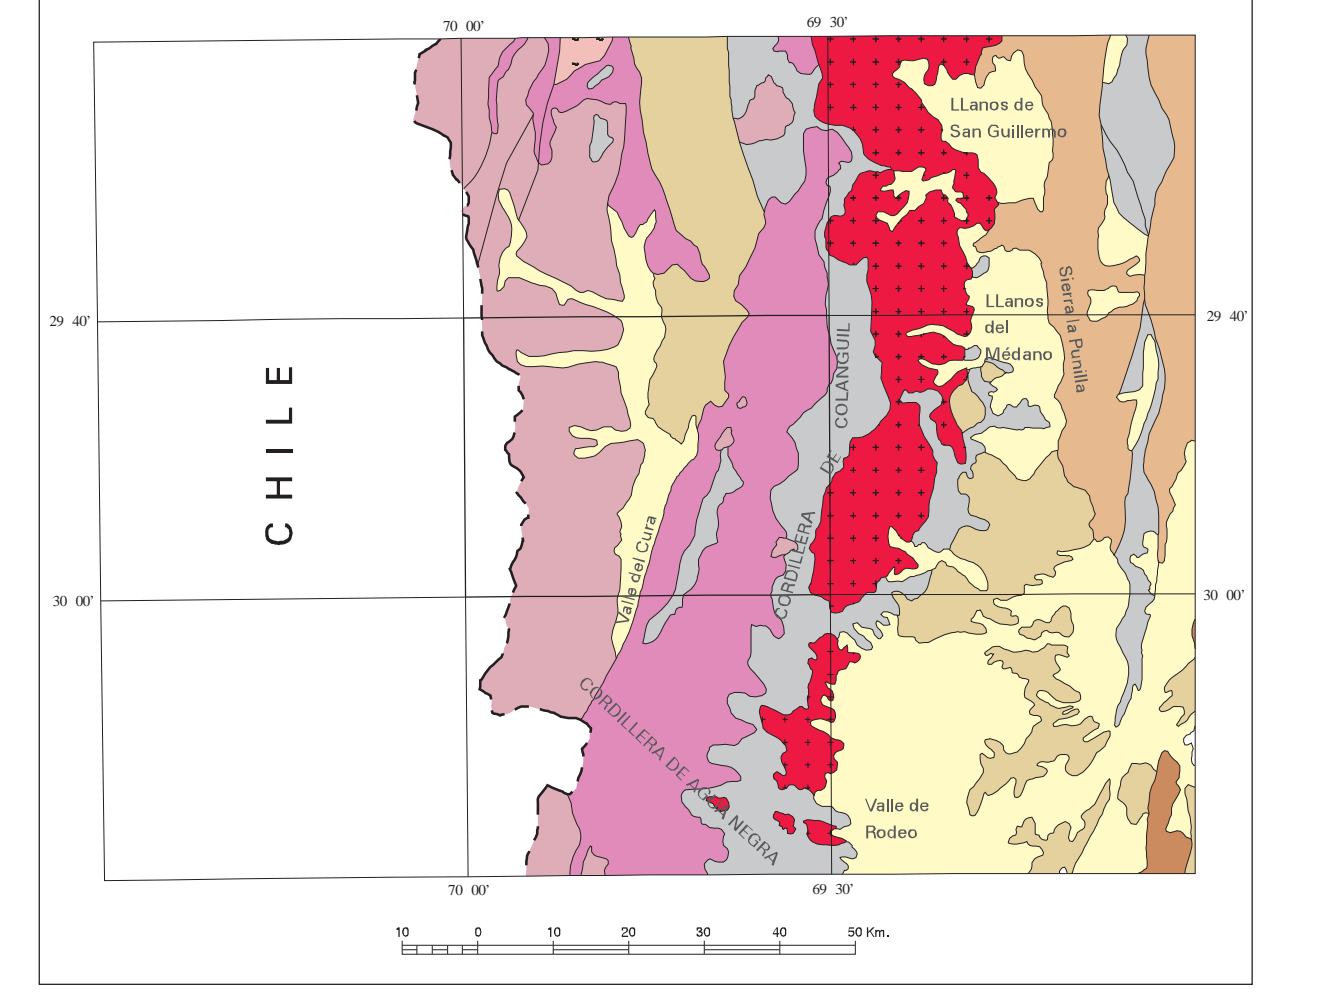 70 00’
69 30’
LLanos de
San Guillermo
Sierra la Punilla
LLanos
del
Médano
29 40’
29 40’
CHILE
CORDILLERA DE COLANGUIL
Valle del Cura
30 00’
30 00’
CORDILLERA DE AGUA NEGRA
Valle de
Rodeo
70 00’
69 30’
10 0 10 20 30 40 50 Km.